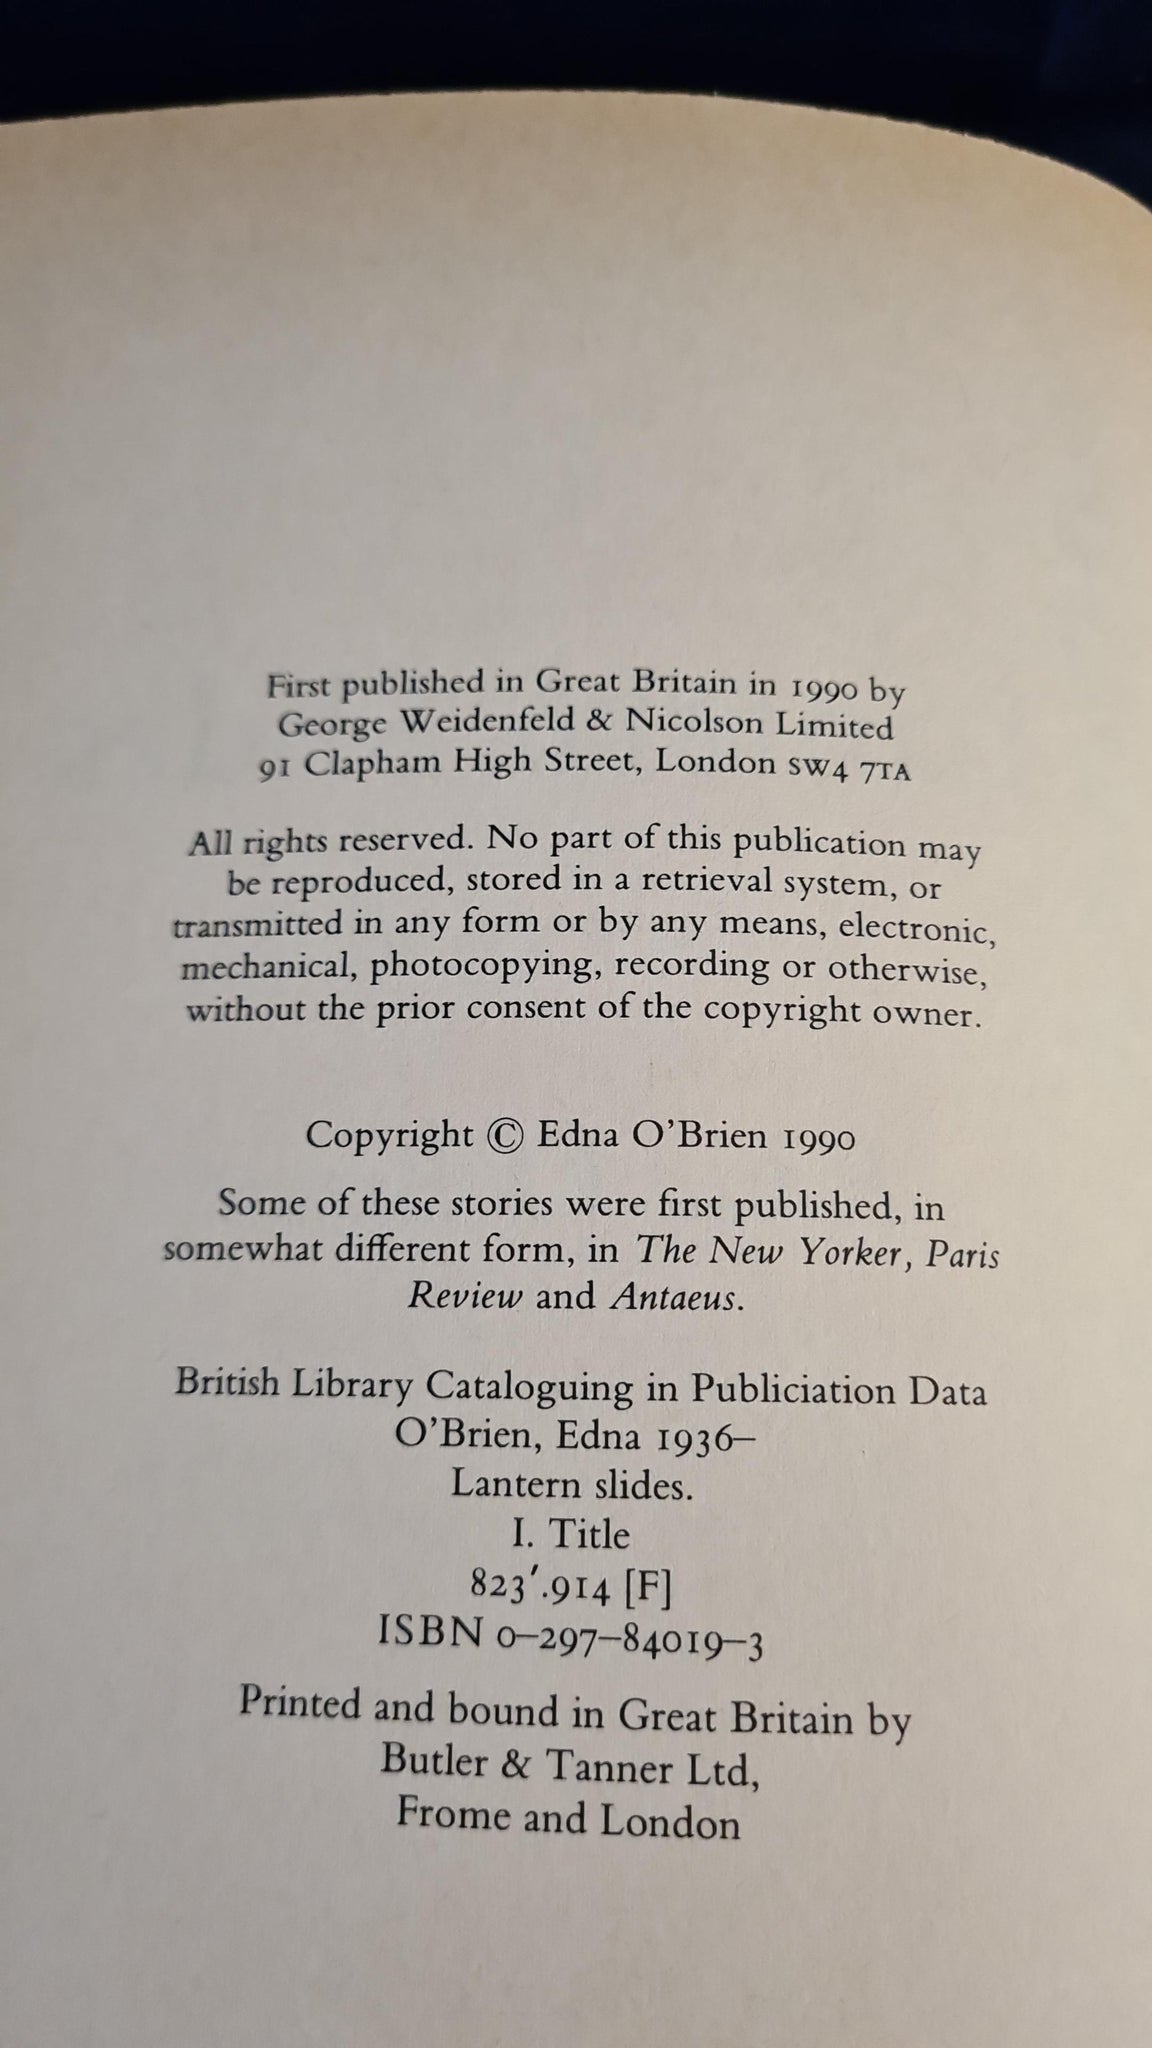 First published in Great Britain in 1990 by
George Weidenfeld & Nicolson Limited
91 Clapham High Street, London SW4 7TA
All rights reserved. No part of this publication may
be reproduced, stored in a retrieval system, or
transmitted in any form or by any means, electronic,
mechanical, photocopying, recording or otherwise,
without the prior consent of the copyright owner.
Copyright © Edna O'Brien 1990
Some of these stories were first published, in
somewhat different form, in The New Yorker, Paris
Review and Antaeus.
British Library Cataloguing in Publiciation Data
O'Brien, Edna 1936–
Lantern slides.
I. Title
823′.914 [F]
ISBN 0–297–84019–3
Printed and bound in Great Britain by
Butler & Tanner Ltd,
Frome and London